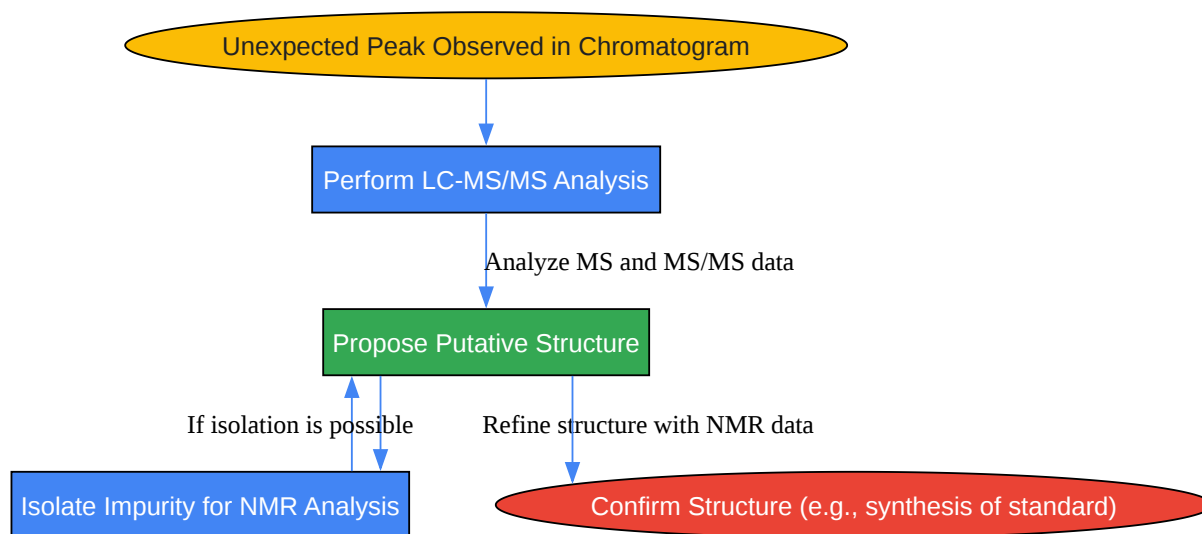 Unexpected Peak Observed in Chromatogram
Perform LC-MS/MS Analysis
Analyze MS and MS/MS data
Propose Putative Structure
If isolation is possible
Refine structure with NMR data
Isolate Impurity for NMR Analysis
Confirm Structure (e.g., synthesis of standard)